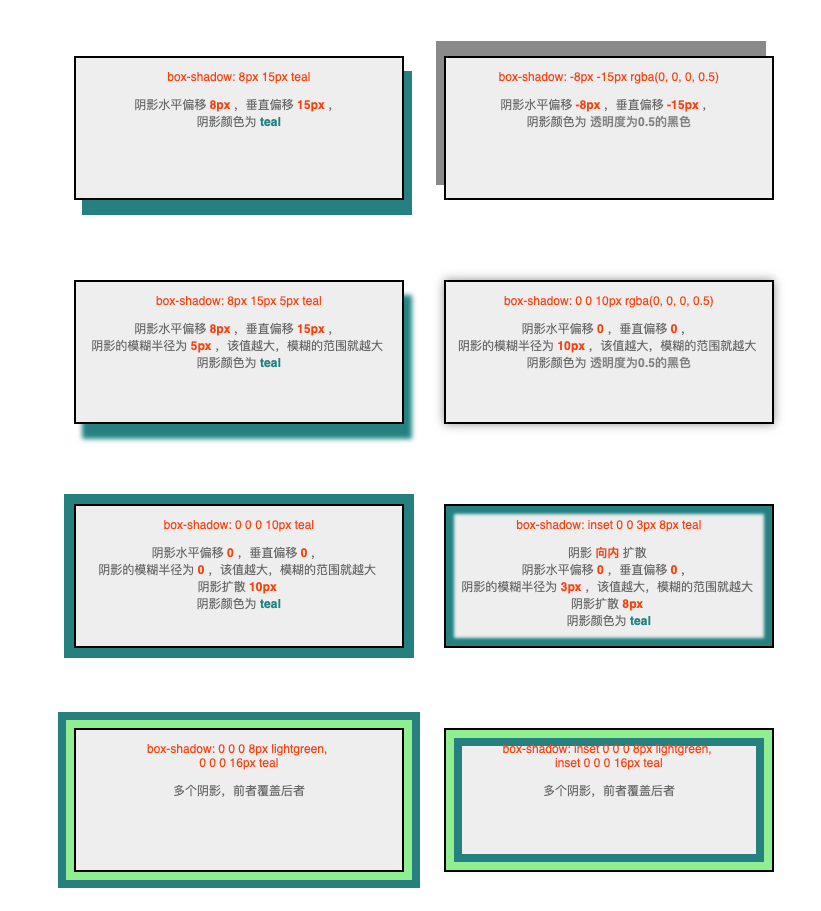 box-shadow: 8px 15px teal
阴影水平偏移 8px ，垂直偏移 15px ，
阴影颜色为 teal
box-shadow: -8px -15px rgba(0, 0, 0, 0.5)
阴影水平偏移 -8px ，垂直偏移 -15px ，
阴影颜色为 透明度为0.5的黑色
box-shadow: 8px 15px 5px teal
阴影水平偏移 8px ，垂直偏移 15px ，
阴影的模糊半径为 5px ，该值越大，模糊的范围就越大
阴影颜色为 teal
box-shadow: 0 0 10px rgba(0, 0, 0, 0.5)
阴影水平偏移 0 ，垂直偏移 0 ，
阴影的模糊半径为 10px ，该值越大，模糊的范围就越大
阴影颜色为 透明度为0.5的黑色
box-shadow: 0 0 0 10px teal
阴影水平偏移 0 ，垂直偏移 0 ，
阴影的模糊半径为 0 ，该值越大，模糊的范围就越大
阴影扩散 10px
阴影颜色为 teal
box-shadow: inset 0 0 3px 8px teal
阴影 向内 扩散
阴影水平偏移 0 ，垂直偏移 0 ，
阴影的模糊半径为 3px ，该值越大，模糊的范围就越大
阴影扩散 8px
阴影颜色为 teal
box-shadow: 0 0 0 8px lightgreen,
0 0 0 16px teal
多个阴影，前者覆盖后者
box-shadow: inset 0 0 0 8px lightgreen,
inset 0 0 0 16px teal
多个阴影，前者覆盖后者